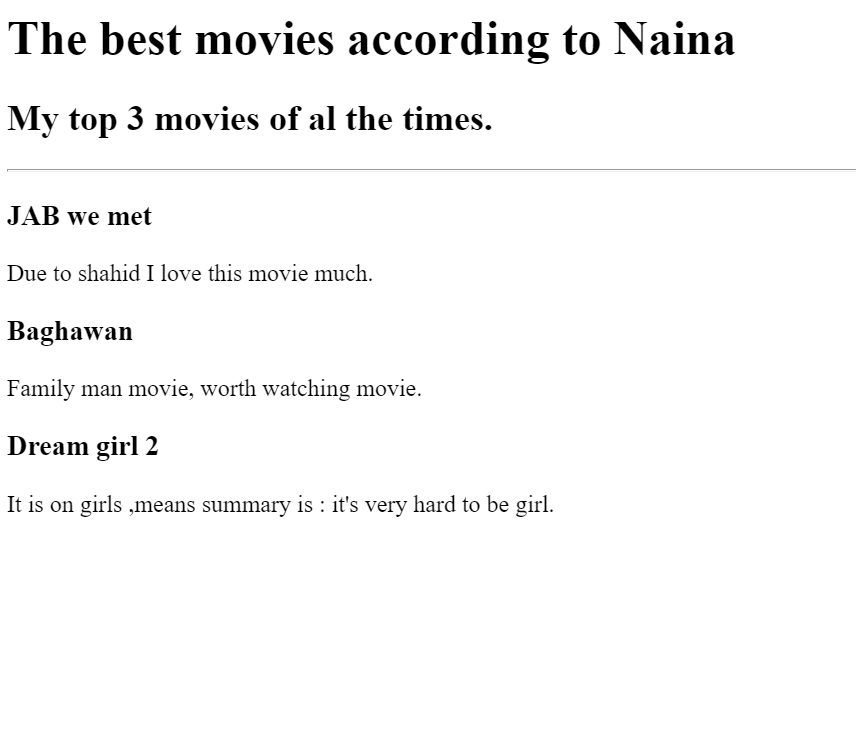 The best movies according to Naina
My top 3 movies of al the times.
JAB we met
Due to shahid I love this movie much.
Baghawan
Family man movie, worth watching movie.
Dream girl 2
It is on girls ,means summary is : it's very hard to be girl.